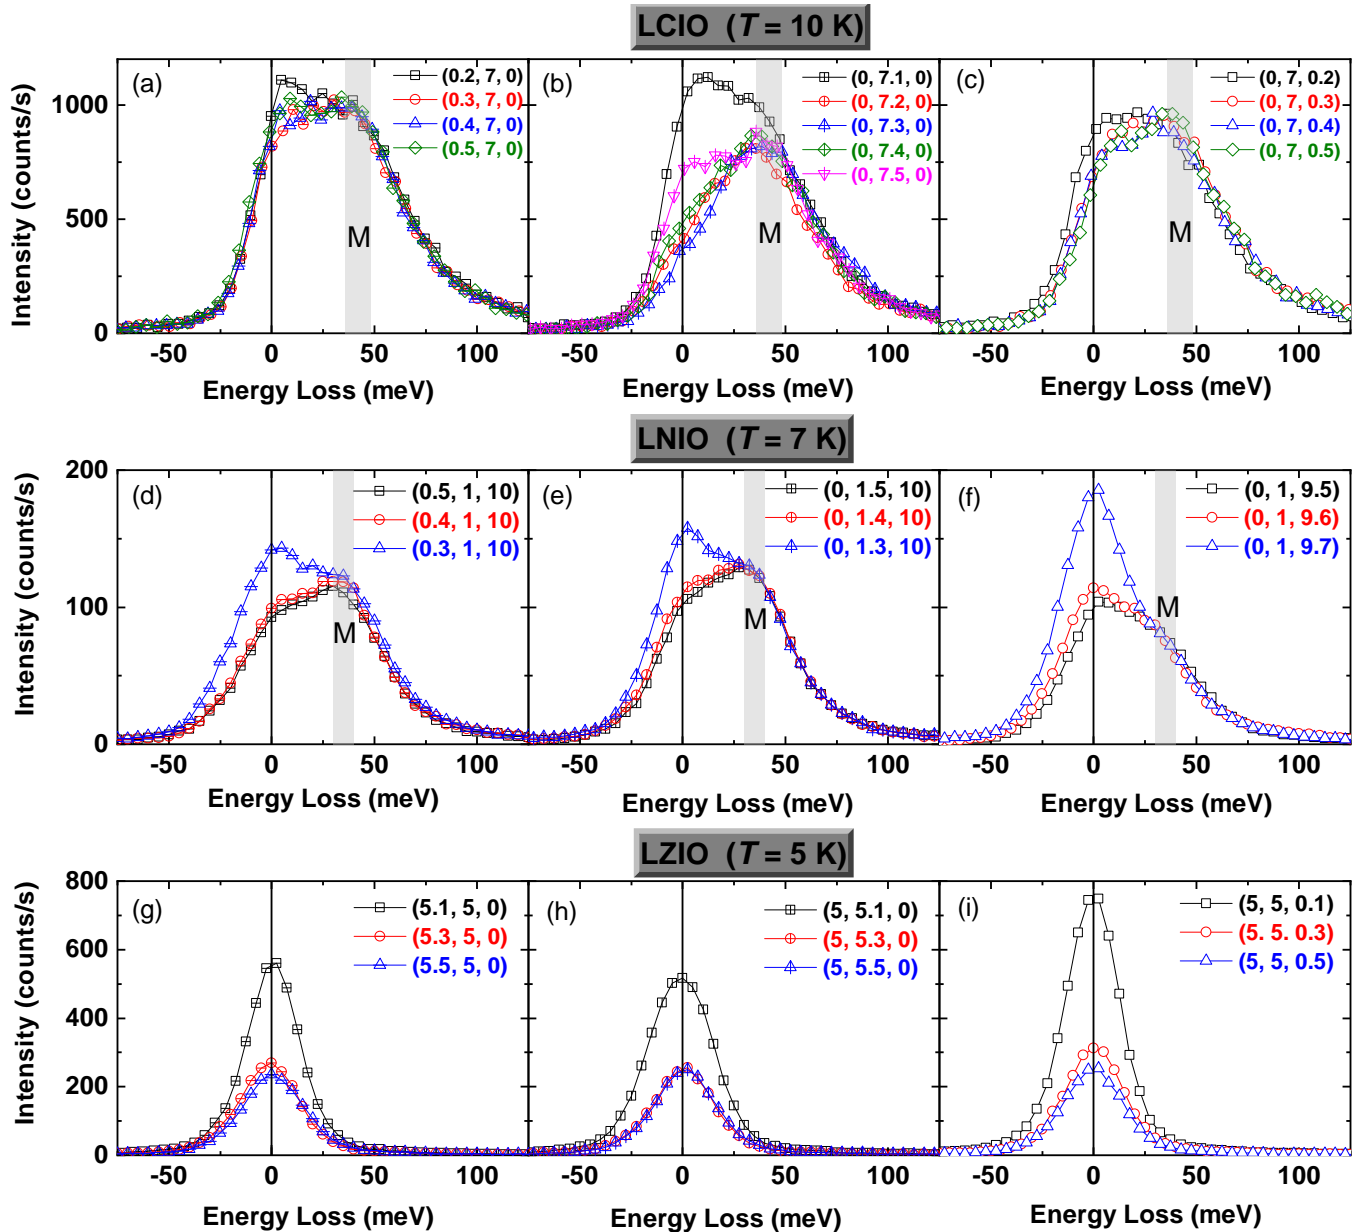 LCIO (T = 10 K)
Intensity (counts/s)
1000
500
0
(a)
(0.2, 7, 0)
(0.3, 7, 0)
(0.4, 7, 0)
(0.5, 7, 0)
M
-50 0 50
Energy Loss (meV)
(b)
(0, 7.1, 0)
(0, 7.2, 0)
(0, 7.3, 0)
(0, 7.4, 0)
(0, 7.5, 0)
M
-50 0 50
Energy Loss (meV)
(c)
(0, 7, 0.2)
(0, 7, 0.3)
(0, 7, 0.4)
(0, 7, 0.5)
M
-50 0 50 100
Energy Loss (meV)
LNIO (T = 7 K)
Intensity (counts/s)
200
100
0
(d)
(0.5, 1, 10)
(0.4, 1, 10)
(0.3, 1, 10)
M
-50 0 50 100
Energy Loss (meV)
(e)
(0, 1.5, 10)
(0, 1.4, 10)
(0, 1.3, 10)
M
-50 0 50 100
Energy Loss (meV)
(f)
(0, 1, 9.5)
(0, 1, 9.6)
(0, 1, 9.7)
M
-50 0 50 100
Energy Loss (meV)
LZIO (T = 5 K)
Intensity (counts/s)
800
600
400
200
0
(g)
(5.1, 5, 0)
(5.3, 5, 0)
(5.5, 5, 0)
-50 0 50 100
Energy Loss (meV)
(h)
(5, 5.1, 0)
(5, 5.3, 0)
(5, 5.5, 0)
-50 0 50 100
Energy Loss (meV)
(i)
(5, 5, 0.1)
(5. 5. 0.3)
(5, 5, 0.5)
-50 0 50 100
Energy Loss (meV)